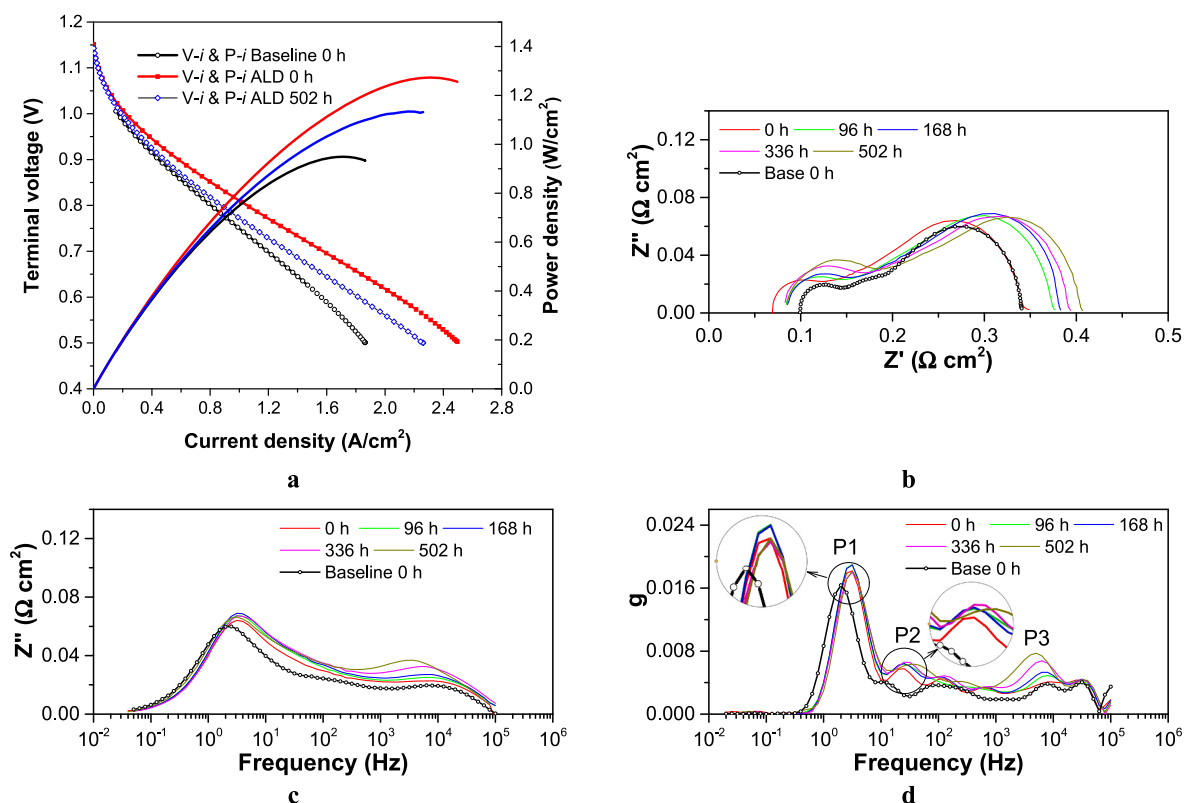 1.2
1.1
1.0
0.9
0.8
0.7
0.6
0.5
0.4
Terminal voltage (V)
V-i & P-i Baseline 0 h
V-i & P-i ALD 0 h
V-i & P-i ALD 502 h
1.4
1.2
1.0
0.8
0.6
0.4
0.2
0.0
Power density (W/cm²)
0.0 0.4 0.8 1.2 1.6 2.0 2.4 2.8
Current density (A/cm²)
a
0.12
0.08
0.04
0.00
Z'' (Ω cm²)
0 h 96 h 168 h
336 h 502 h
Base 0 h
0.0 0.1 0.2 0.3 0.4 0.5
Z' (Ω cm²)
b
0.12
0.08
0.04
0.00
Z'' (Ω cm²)
0 h 96 h 168 h
336 h 502 h
Baseline 0 h
10⁻² 10⁻¹ 10⁰ 10¹ 10² 10³ 10⁴ 10⁵ 10⁶
Frequency (Hz)
c
0.024
0.016
0.008
0.000
g
P1
P2
P3
0 h 96 h 168 h
336 h 502 h
Base 0 h
10⁻² 10⁻¹ 10⁰ 10¹ 10² 10³ 10⁴ 10⁵ 10⁶
Frequency (Hz)
d